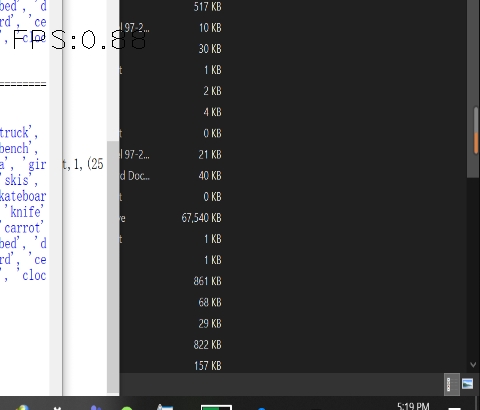 bed', 'd
rd', 'ce
', 'cloc
FPS:0.88
========
truck',
bench',
a', 'gir
'skis',
kateboar
'knife'
'carrot'
bed', 'd
rd', 'ce
', 'cloc
t,1,(25
517 KB
l 97-2... 10 KB
30 KB
t 1 KB
2 KB
4 KB
t 0 KB
l 97-2... 21 KB
d Doc... 40 KB
t 0 KB
ve 67,540 KB
t 1 KB
1 KB
861 KB
68 KB
29 KB
822 KB
157 KB
5:19 PM